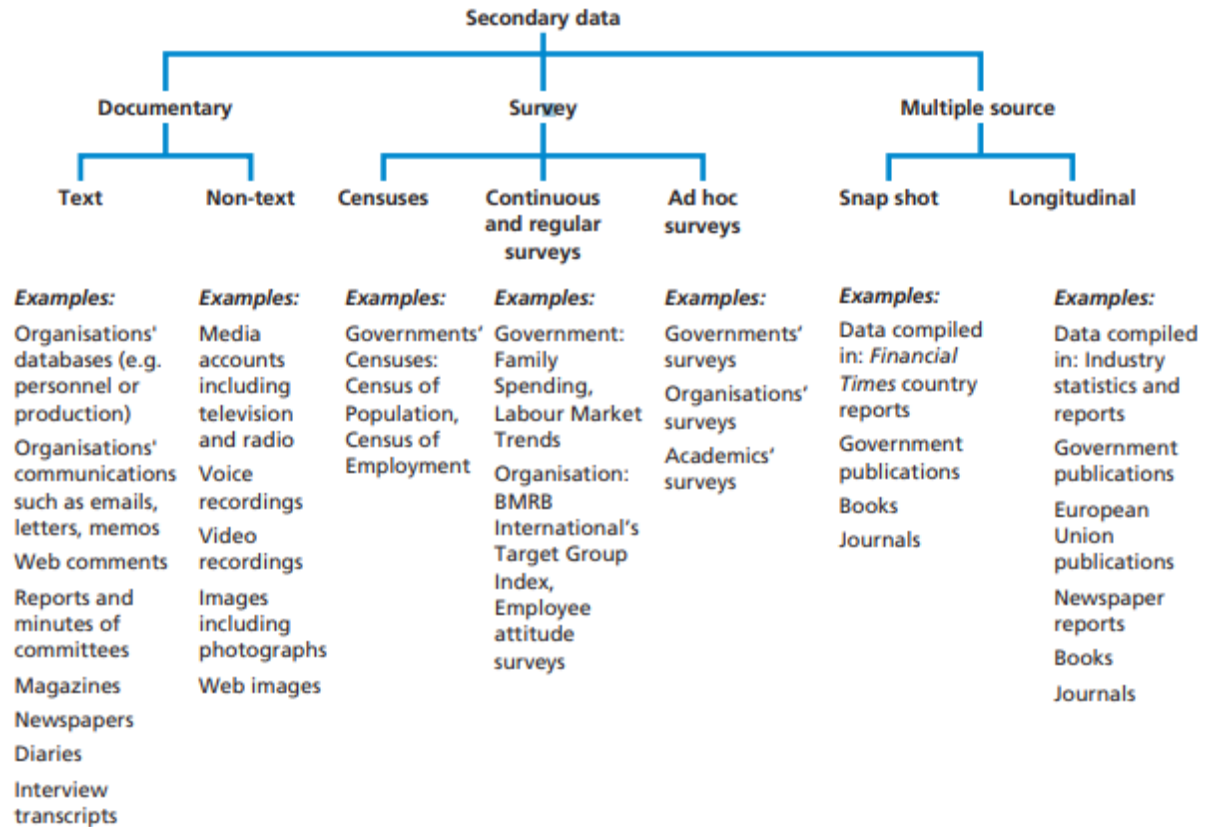 Secondary data
Documentary
Survey
Multiple source
Text
Non-text
Censuses
Continuous
and regular
surveys
Ad hoc
surveys
Snap shot
Longitudinal
Examples:
Organisations'
databases (e.g.
personnel or
production)
Organisations'
communications
such as emails,
letters, memos
Web comments
Reports and
minutes of
committees
Magazines
Newspapers
Diaries
Interview
transcripts
Examples:
Media
accounts
including
television
and radio
Voice
recordings
Video
recordings
Images
including
photographs
Web images
Examples:
Governments'
Censuses:
Census of
Population,
Census of
Employment
Examples:
Government:
Family
Spending,
Labour Market
Trends
Organisation:
BMRB
International's
Target Group
Index,
Employee
attitude
surveys
Examples:
Governments'
surveys
Organisations'
surveys
Academics'
surveys
Examples:
Data compiled
in: Financial
Times country
reports
Government
publications
Books
Journals
Examples:
Data compiled
in: Industry
statistics and
reports
Government
publications
European
Union
publications
Newspaper
reports
Books
Journals